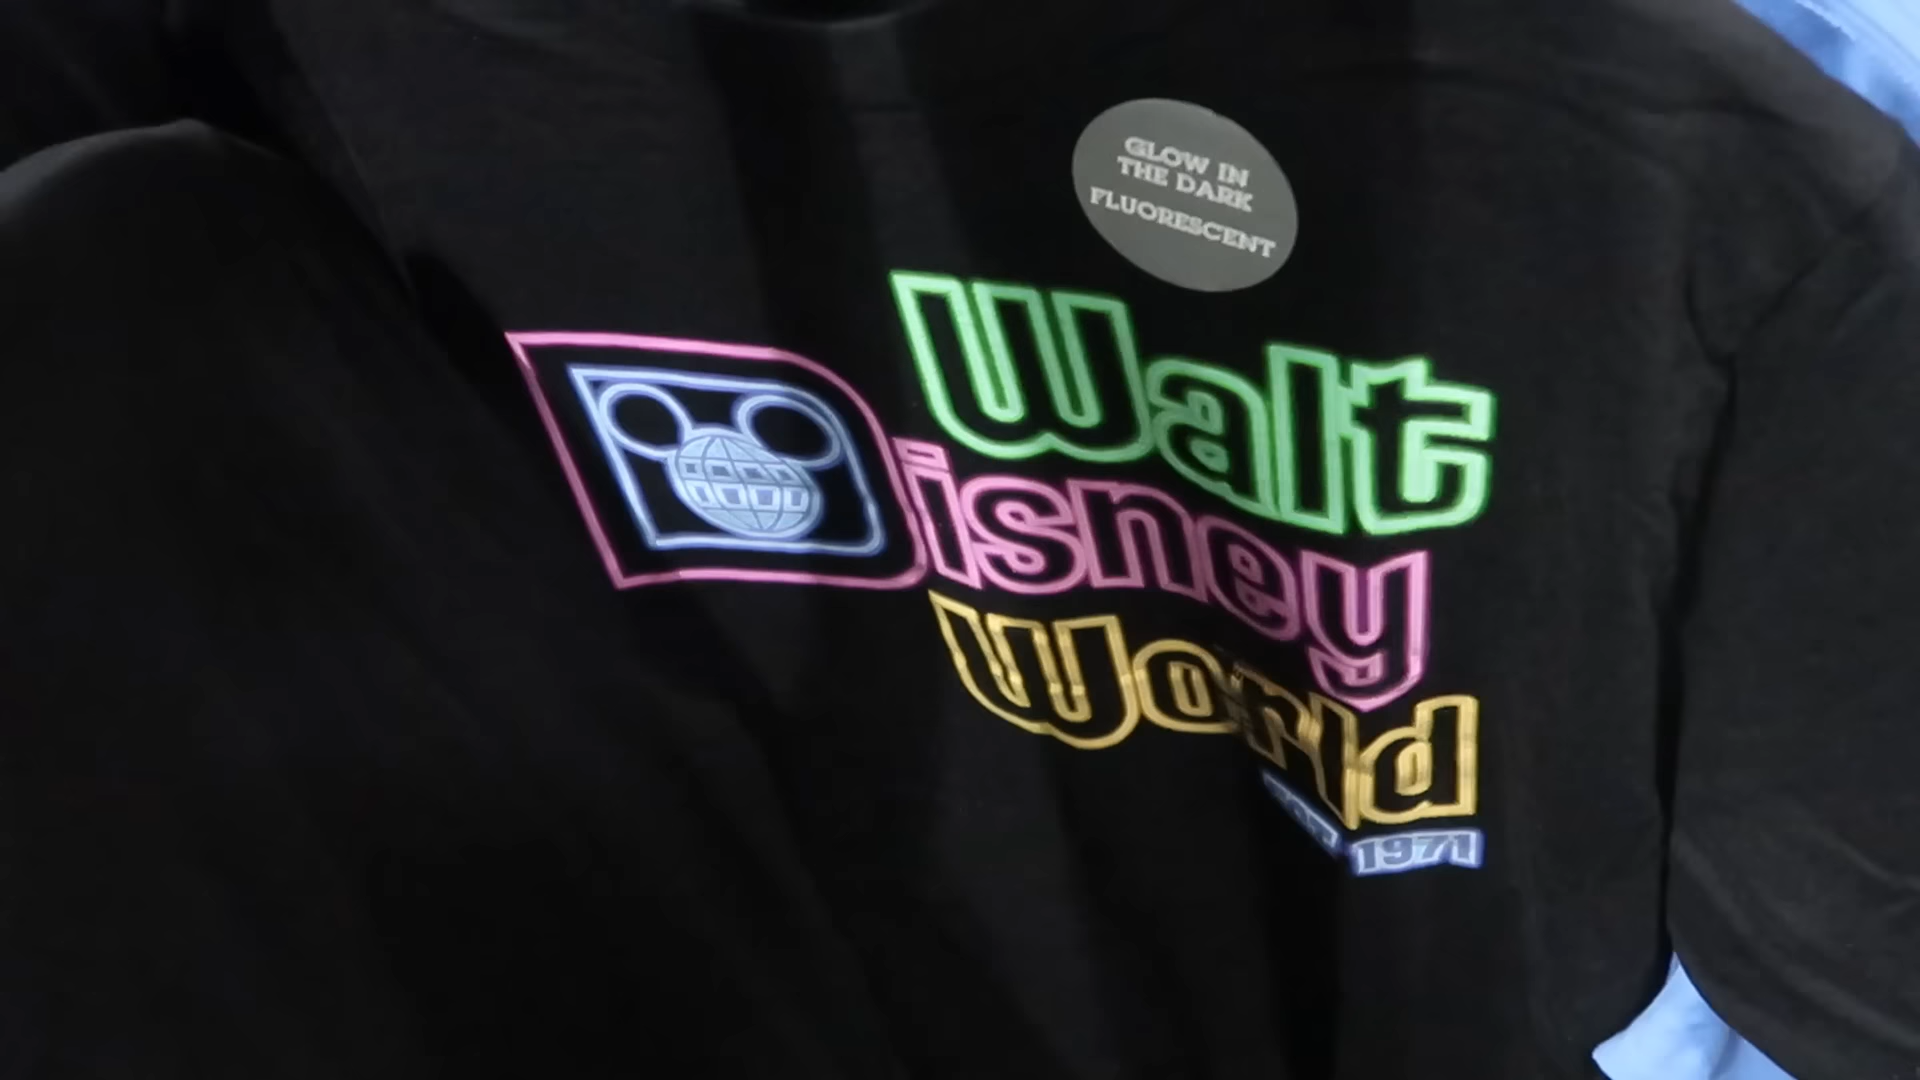 GLOW IN
THE DARK
FLUORESCENT
Walt
Disney
World
1971